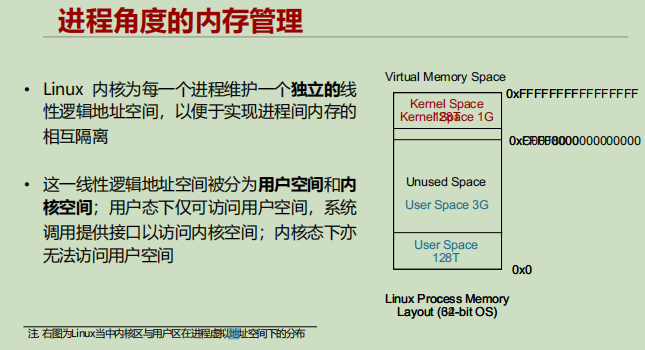 进程角度的内存管理
• Linux 内核为每一个进程维护一个独立的线
性逻辑地址空间，以便于实现进程间内存的
相互隔离
• 这一线性逻辑地址空间被分为用户空间和内
核空间；用户态下仅可访问用户空间，系统
调用提供接口以访问内核空间；内核态下亦
无法访问用户空间
注: 右图为Linux当中内核区与用户区在进程虚拟地址空间下的分布
Virtual Memory Space
0xFFFFFFFFFFFFFFFF
Kernel Space
128T
Kernel Space 1G
Unused Space
User Space 3G
User Space
128T
0x0
Linux Process Memory